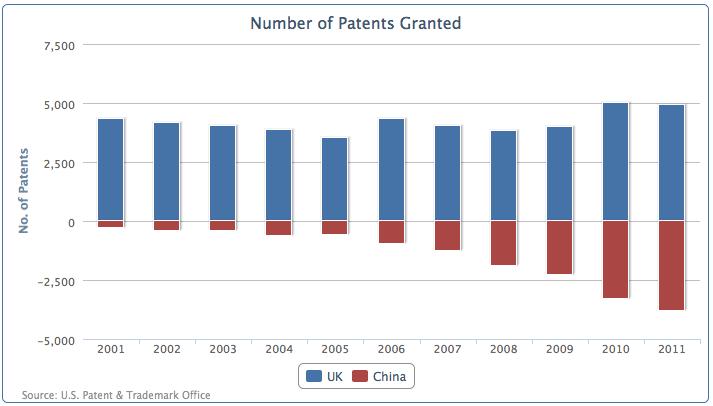 Number of Patents Granted
No. of Patents
7,500
5,000
2,500
0
−2,500
−5,000
2001 2002 2003 2004 2005 2006 2007 2008 2009 2010 2011
UK China
Source: U.S. Patent & Trademark Office